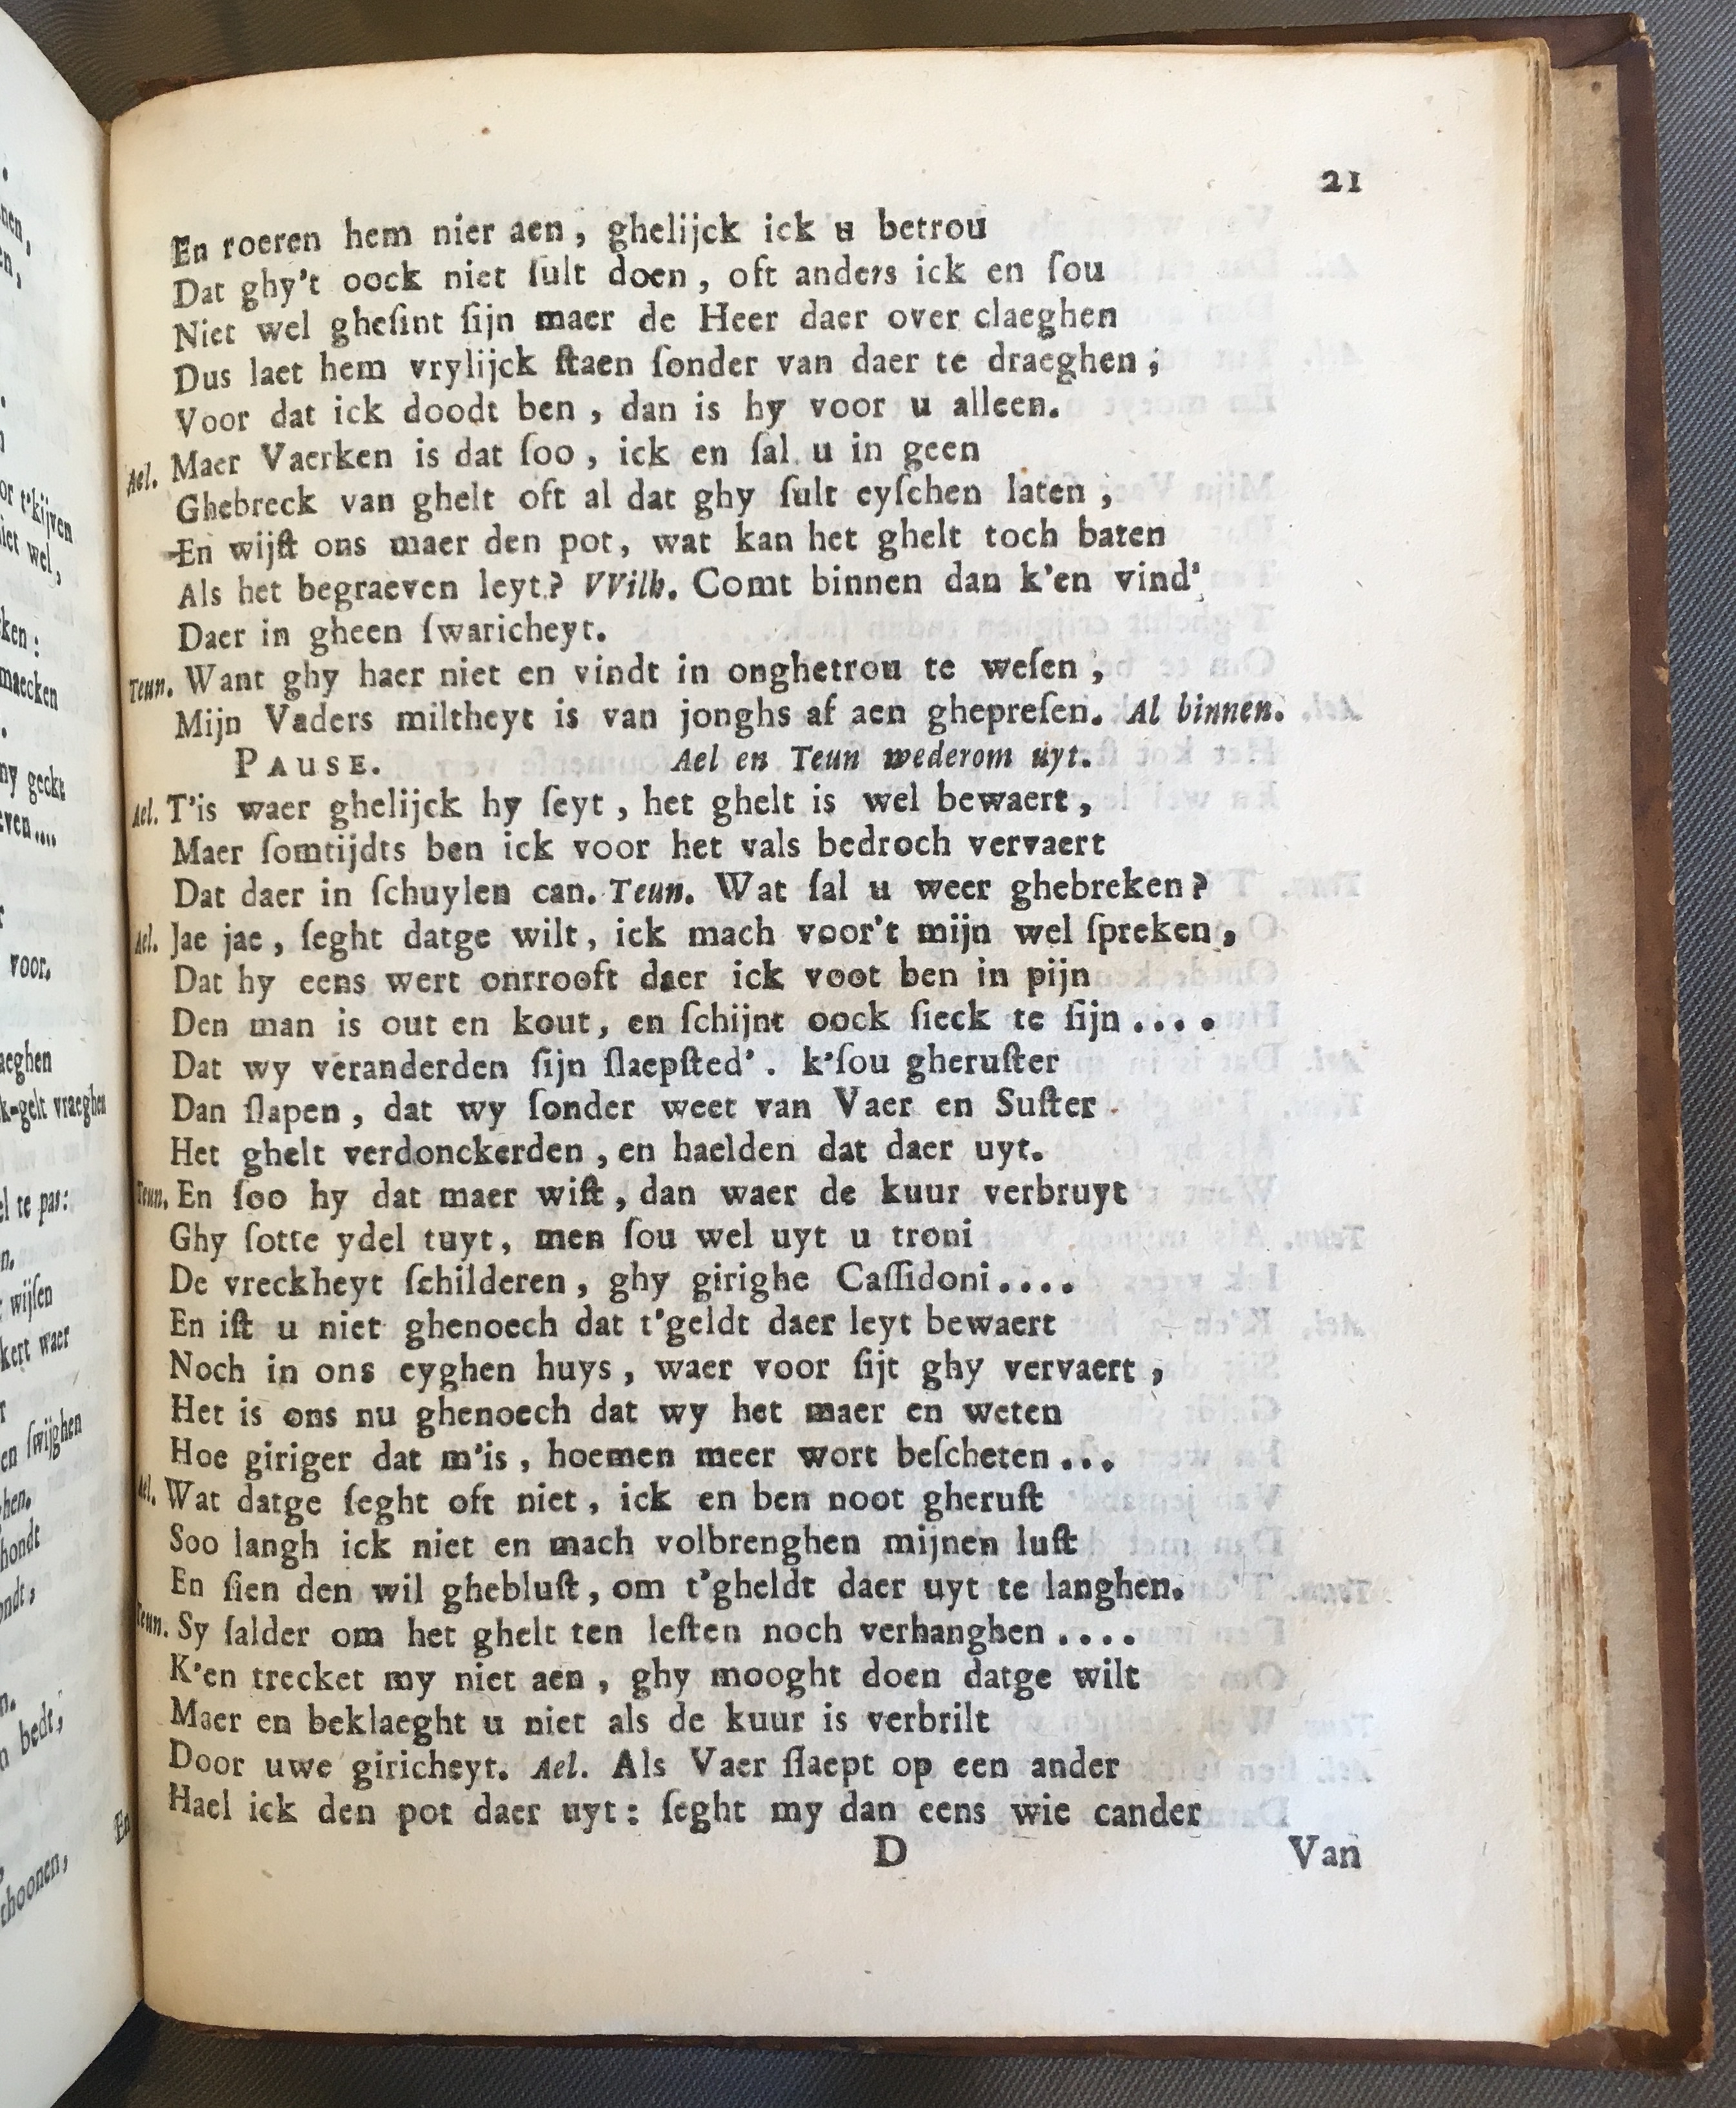 21
En roeren hem nier aen, ghelijck ick u betrou
Dat ghy't oock niet ſult doen, oft anders ick en ſou
Niet wel gheſint ſijn maer de Heer daer over claeghen
Dus laet hem vrylijck ſtaen ſonder van daer te draeghen;
Voor dat ick doodt ben, dan is hy voor u alleen.
Ael. Maer Vaerken is dat ſoo, ick en ſal u in geen
Ghebreck van ghelt oft al dat ghy ſult eyſchen laten;
En wijſt ons maer den pot, wat kan het ghelt toch baten
Als het begraeven leyt? VVilh. Comt binnen dan k'en vind'
Daer in gheen ſwaricheyt.
Teun. Want ghy haer niet en vindt in onghetrou te weſen,
Mijn Vaders miltheyt is van jonghs af aen ghepreſen. Al binnen.
PAUSE. Ael en Teun wederom uyt.
Ael. T'is waer ghelijck hy ſeyt, het ghelt is wel bewaert,
Maer ſomtijdts ben ick voor het vals bedroch vervaert
Dat daer in ſchuylen can. Teun. Wat ſal u weer ghebreken?
Ael. Jae jae, ſeght datge wilt, ick mach voor't mijn wel ſpreken,
Dat hy eens wert onrrooft daer ick voot ben in pijn
Den man is out en kout, en ſchijnt oock ſieck te ſijn....
Dat wy veranderden ſijn ſlaepſted'. k'ſou gheruſter
Dan ſlapen, dat wy ſonder weet van Vaer en Suſter.
Het ghelt verdonckerden, en haelden dat daer uyt.
Teun. En ſoo hy dat maer wiſt, dan waer de kuur verbruyt
Ghy ſotte ydel tuyt, men ſou wel uyt u troni
De vreckheyt ſchilderen, ghy girighe Caſſidoni....
En iſt u niet ghenoech dat t'geldt daer leyt bewaert
Noch in ons eyghen huys, waer voor ſijt ghy vervaert,
Het is ons nu ghenoech dat wy het maer en weten
Hoe giriger dat m'is, hoemen meer wort beſcheten...
Ael. Wat datge ſeght oft niet, ick en ben noot gheruſt
Soo langh ick niet en mach volbrenghen mijnen luſt
En ſien den wil ghebluſt, om t'gheldt daer uyt te langhen.
Teun. Sy ſalder om het ghelt ten leſten noch verhanghen....
K'en trecket my niet aen, ghy mooght doen datge wilt
Maer en beklaeght u niet als de kuur is verbrilt
Door uwe giricheyt. Ael. Als Vaer ſlaept op een ander
Hael ick den pot daer uyt: ſeght my dan eens wie cander
D Van